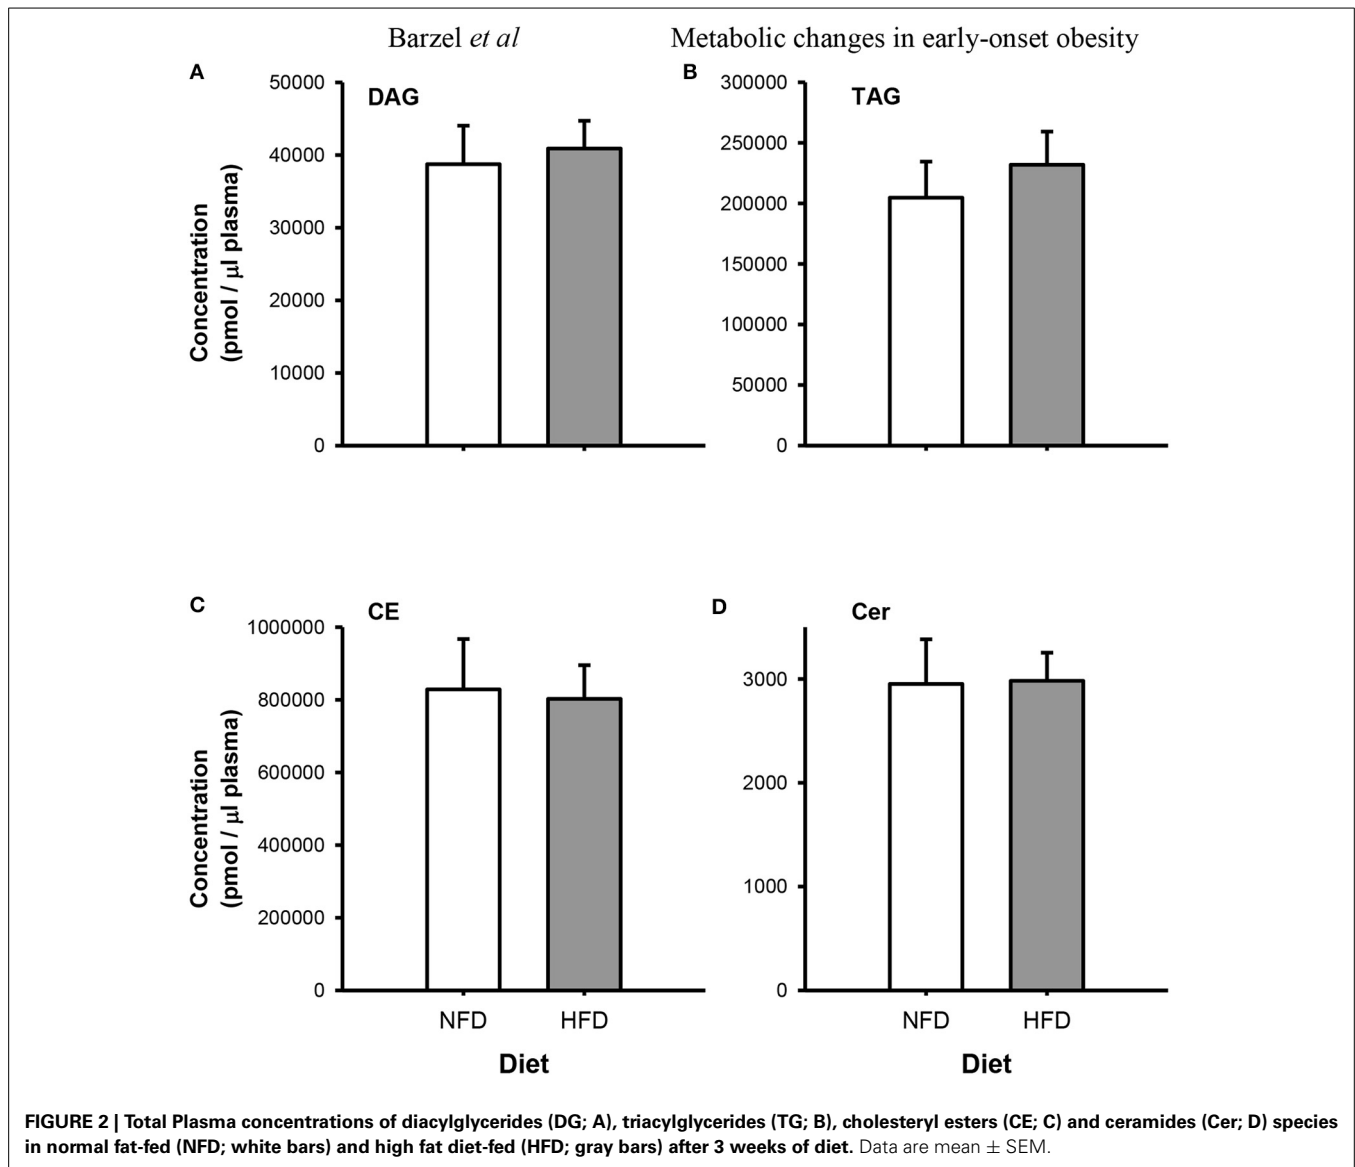 Barzel et al
Metabolic changes in early-onset obesity
A
DAG
50000
40000
30000
20000
10000
0
Concentration
(pmol / μl plasma)
B
TAG
300000
250000
200000
150000
100000
50000
0
C
CE
1000000
800000
600000
400000
200000
0
Concentration
(pmol / μl plasma)
NFD
HFD
Diet
D
Cer
3000
2000
1000
0
NFD
HFD
Diet
FIGURE 2 | Total Plasma concentrations of diacylglycerides (DG; A), triacylglycerides (TG; B), cholesteryl esters (CE; C) and ceramides (Cer; D) species
in normal fat-fed (NFD; white bars) and high fat diet-fed (HFD; gray bars) after 3 weeks of diet. Data are mean ± SEM.